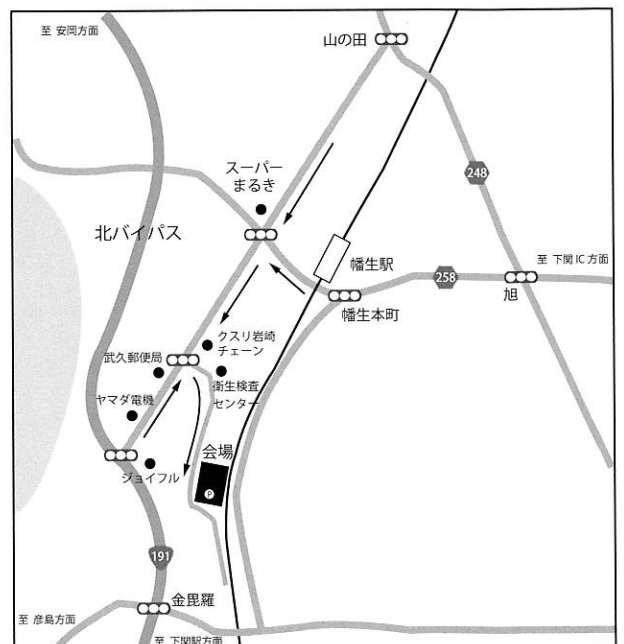 至 安岡方面
山の田
248
スーパー
まるき
北バイパス
幡生駅
至 下関IC方面
258
旭
幡生本町
クスリ岩崎
チェーン
武久郵便局
衛生検査
センター
ヤマダ電機
会場
P
ジョイフル
191
金毘羅
至 彦島方面
至 下関駅方面